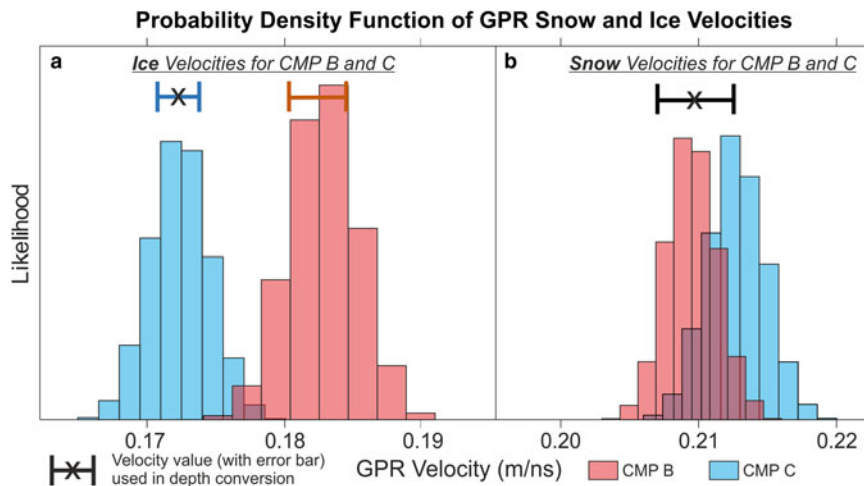 Probability Density Function of GPR Snow and Ice Velocities
a
Ice Velocities for CMP B and C
b
Snow Velocities for CMP B and C
X
X
Likelihood
0.17
0.18
0.19
0.20
0.21
0.22
X
Velocity value (with error bar)
used in depth conversion
GPR Velocity (m/ns)
CMP B
CMP C